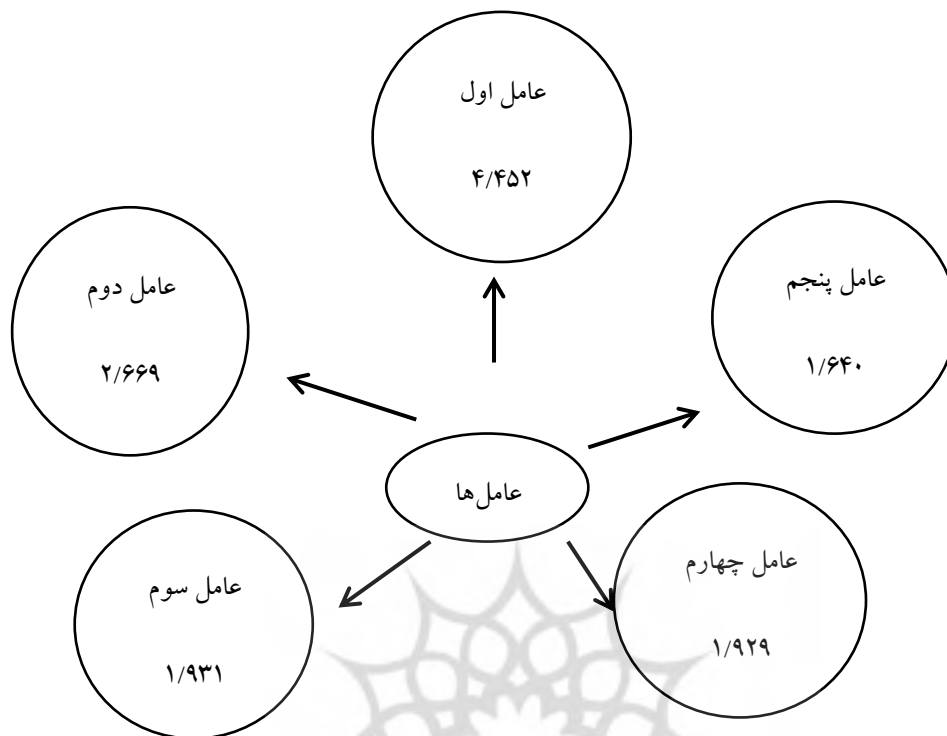 عامل اول
۴/۴۵۲
عامل دوم
۲/۶۶۹
عامل پنجم
۱/۶۴۰
عامل‌ها
عامل سوم
۱/۹۳۱
عامل چهارم
۱/۹۲۹